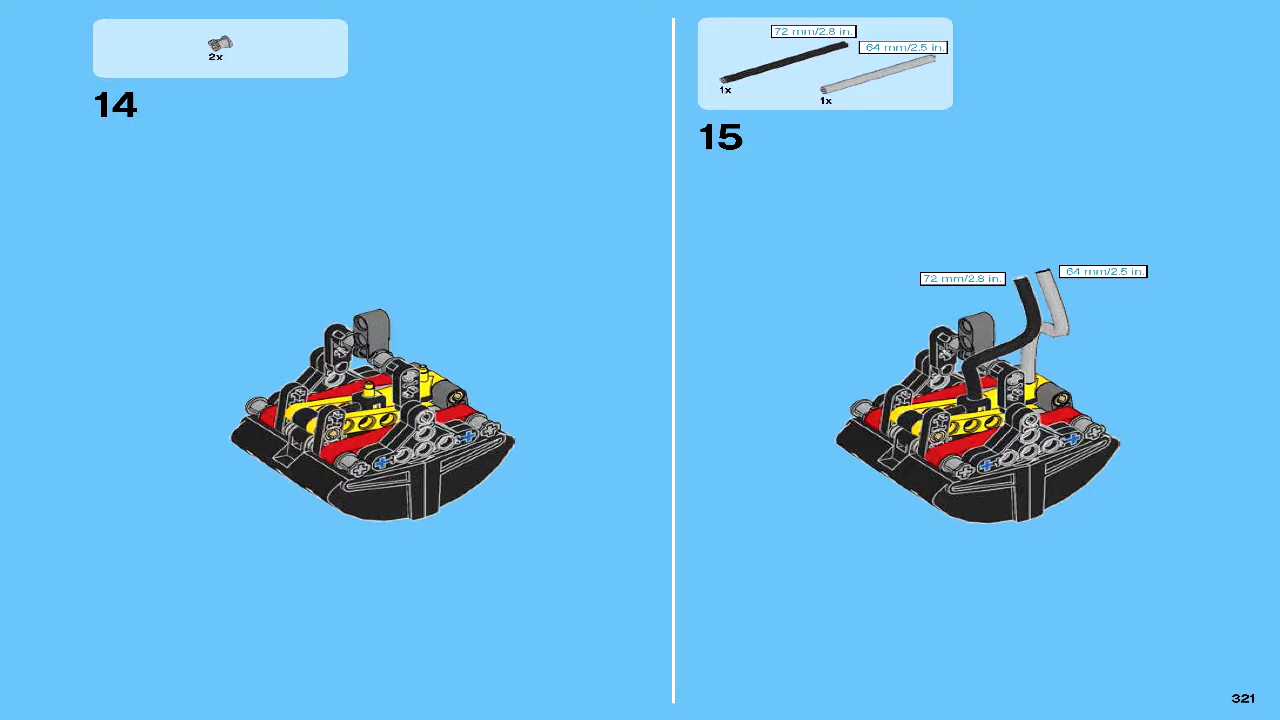 2x
14
72 mm/2.8 in.
64 mm/2.5 in.
1x
1x
15
72 mm/2.8 in.
64 mm/2.5 in.
321